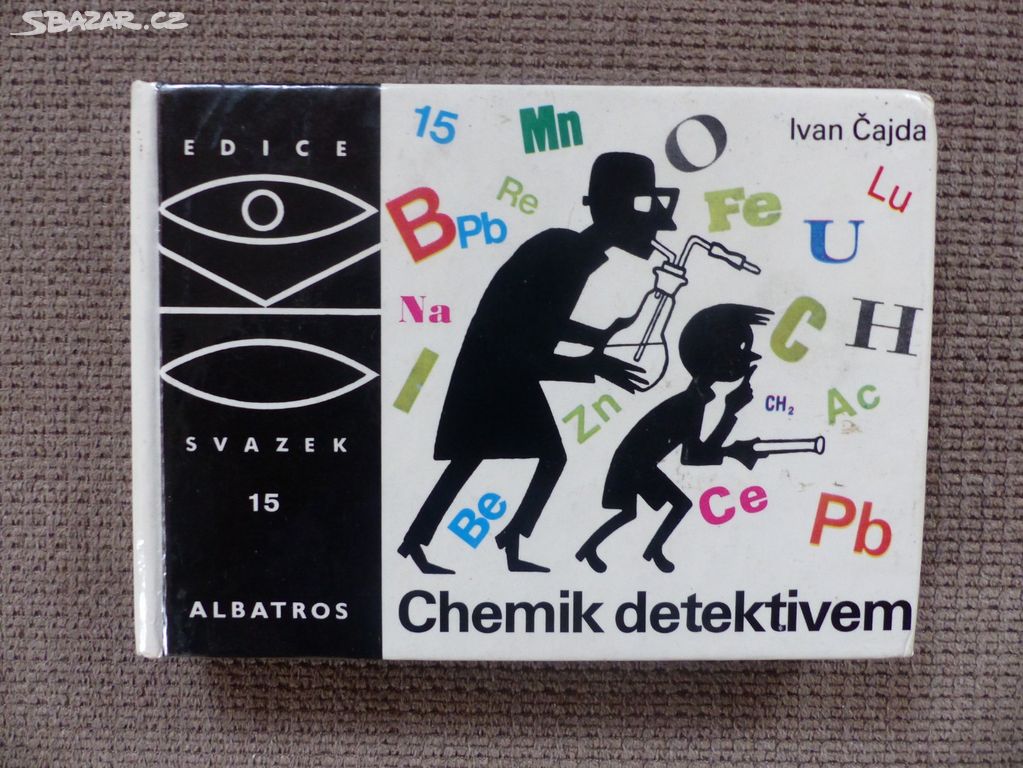 SBAZAR.CZ
EDICE
SVAZEK
15
ALBATROS
15
Mn
O
Ivan Čajda
B
Pb
Re
Fe
U
Lu
Na
I
C
H
Zn
CH₂
Ac
Be
Ce
Pb
Chemik detektivem